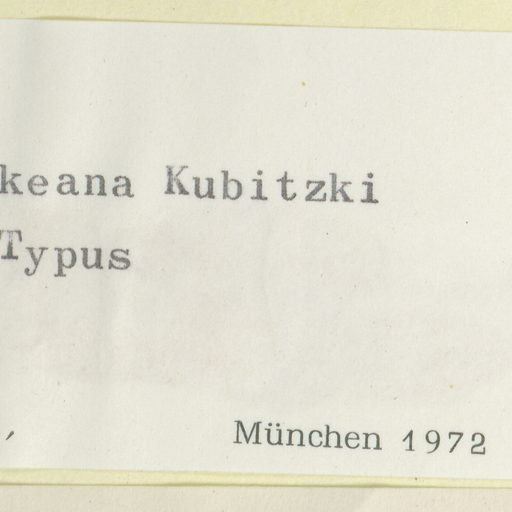 keana Kubitzki
Typus
, München 1972